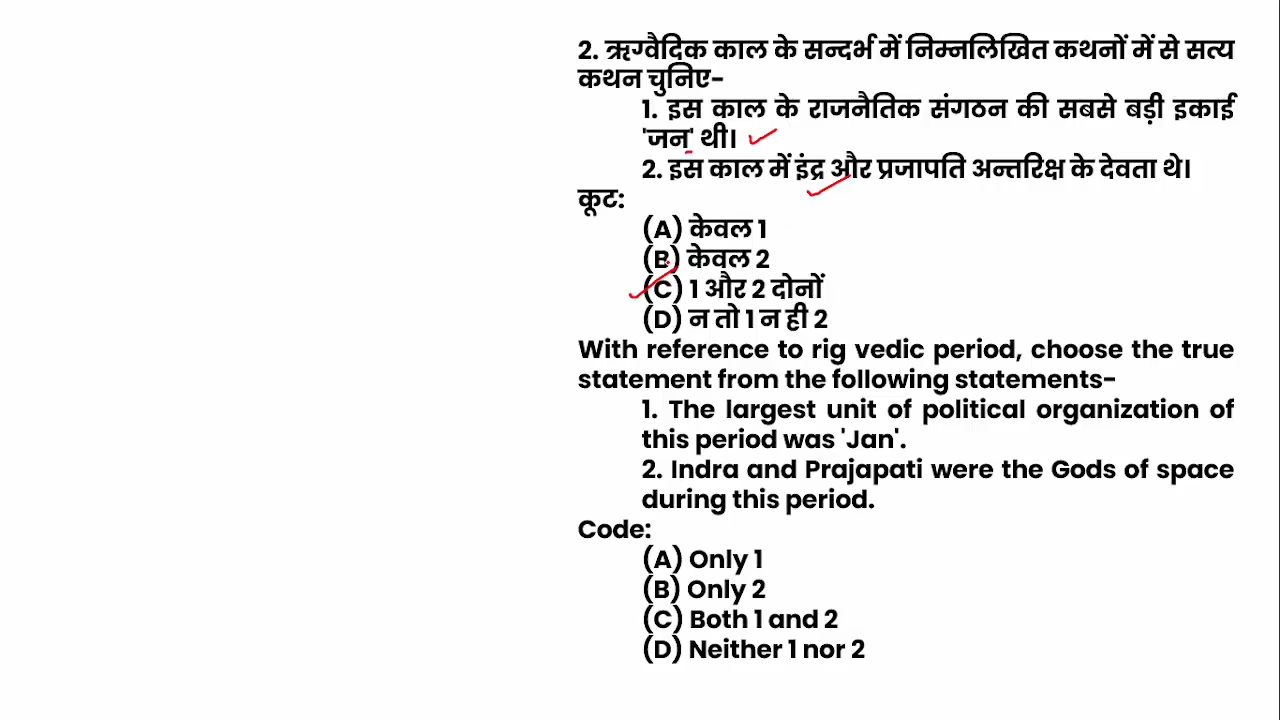 2. ऋग्वैदिक काल के सन्दर्भ में निम्नलिखित कथनों में से सत्य
कथन चुनिए-
1. इस काल के राजनैतिक संगठन की सबसे बड़ी इकाई
'जन' थी।
2. इस काल में इंद्र और प्रजापति अन्तरिक्ष के देवता थे।
कूट:
(A) केवल 1
(B) केवल 2
(C) 1 और 2 दोनों
(D) न तो 1 न ही 2
With reference to rig vedic period, choose the true
statement from the following statements-
1. The largest unit of political organization of
this period was 'Jan'.
2. Indra and Prajapati were the Gods of space
during this period.
Code:
(A) Only 1
(B) Only 2
(C) Both 1 and 2
(D) Neither 1 nor 2